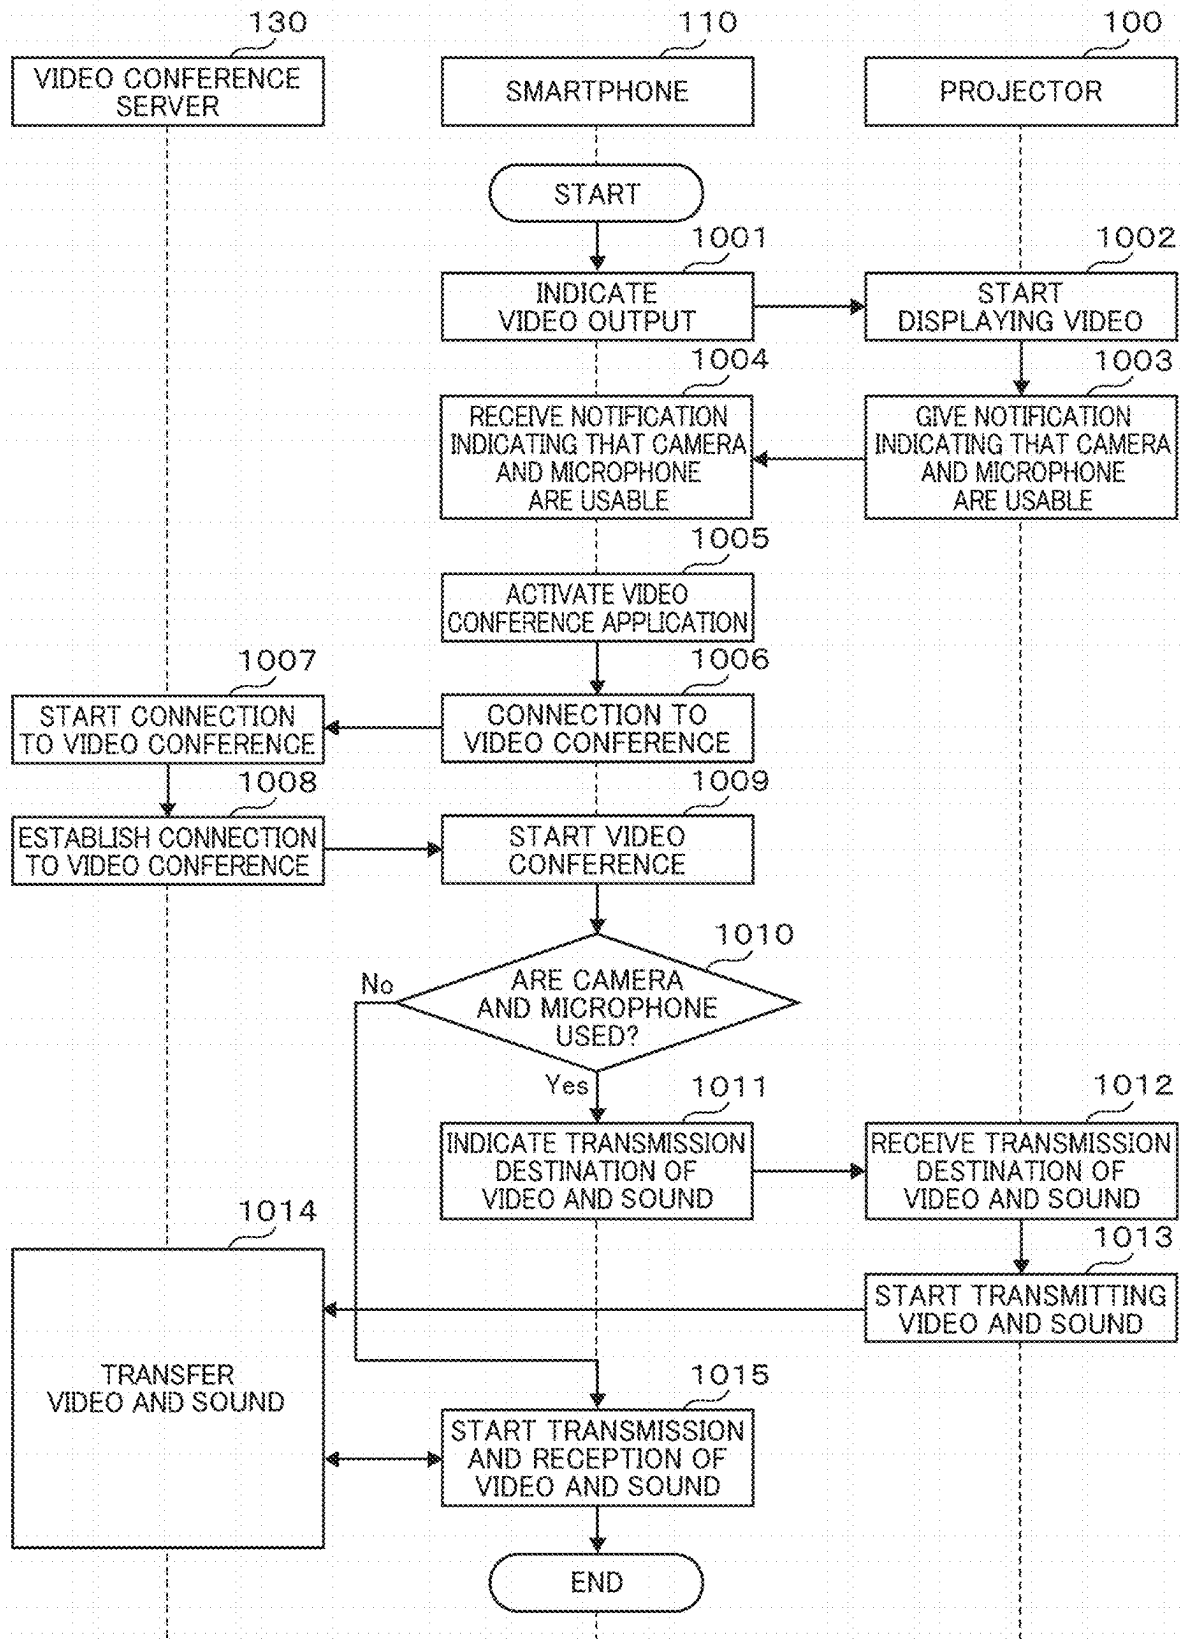 130
VIDEO CONFERENCE
SERVER
110
SMARTPHONE
100
PROJECTOR
START
1001
INDICATE
VIDEO OUTPUT
1002
START
DISPLAYING VIDEO
1004
RECEIVE NOTIFICATION
INDICATING THAT CAMERA
AND MICROPHONE
ARE USABLE
1003
GIVE NOTIFICATION
INDICATING THAT CAMERA
AND MICROPHONE
ARE USABLE
1005
ACTIVATE VIDEO
CONFERENCE APPLICATION
1007
START CONNECTION
TO VIDEO CONFERENCE
1006
CONNECTION TO
VIDEO CONFERENCE
1008
ESTABLISH CONNECTION
TO VIDEO CONFERENCE
1009
START VIDEO
CONFERENCE
1010
ARE CAMERA
AND MICROPHONE
USED?
No
Yes
1011
INDICATE TRANSMISSION
DESTINATION OF
VIDEO AND SOUND
1012
RECEIVE TRANSMISSION
DESTINATION OF
VIDEO AND SOUND
1014
TRANSFER
VIDEO AND SOUND
1013
START TRANSMITTING
VIDEO AND SOUND
1015
START TRANSMISSION
AND RECEPTION OF
VIDEO AND SOUND
END